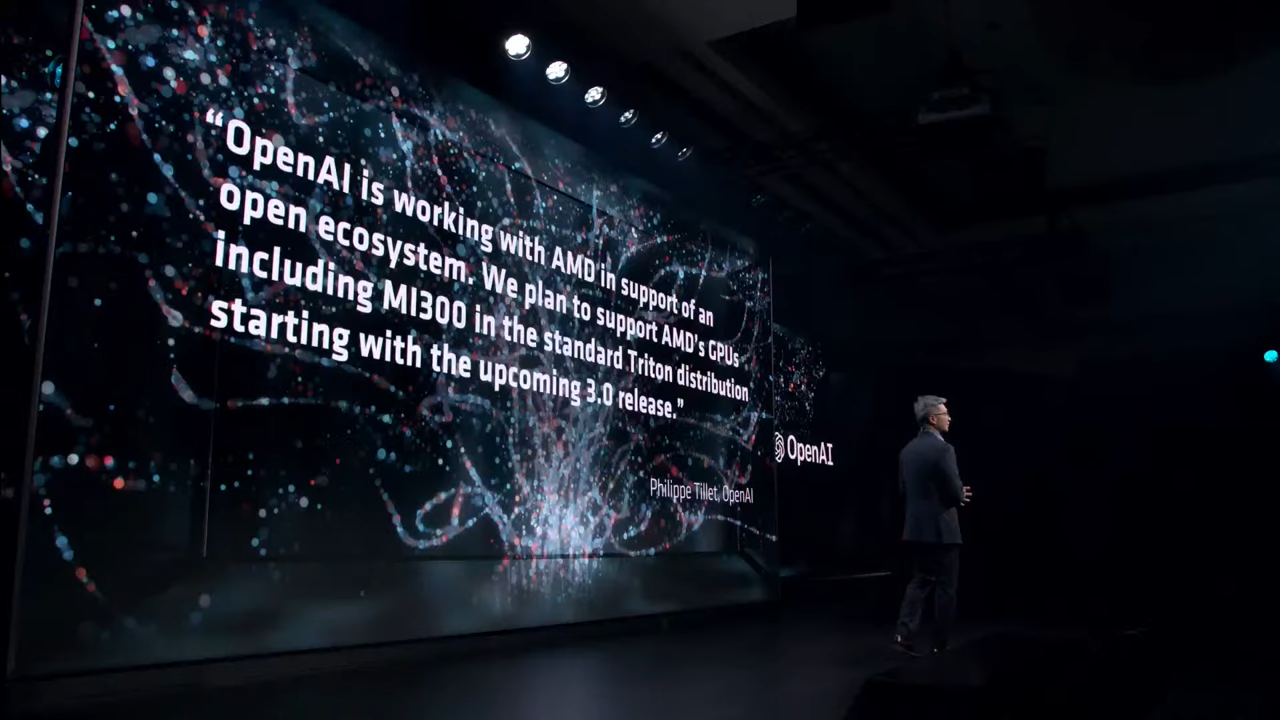 “OpenAI is working with AMD in support of an
open ecosystem. We plan to support AMD’s GPUs
including MI300 in the standard Triton distribution
starting with the upcoming 3.0 release.”
OpenAI
Philippe Tillet, OpenAI